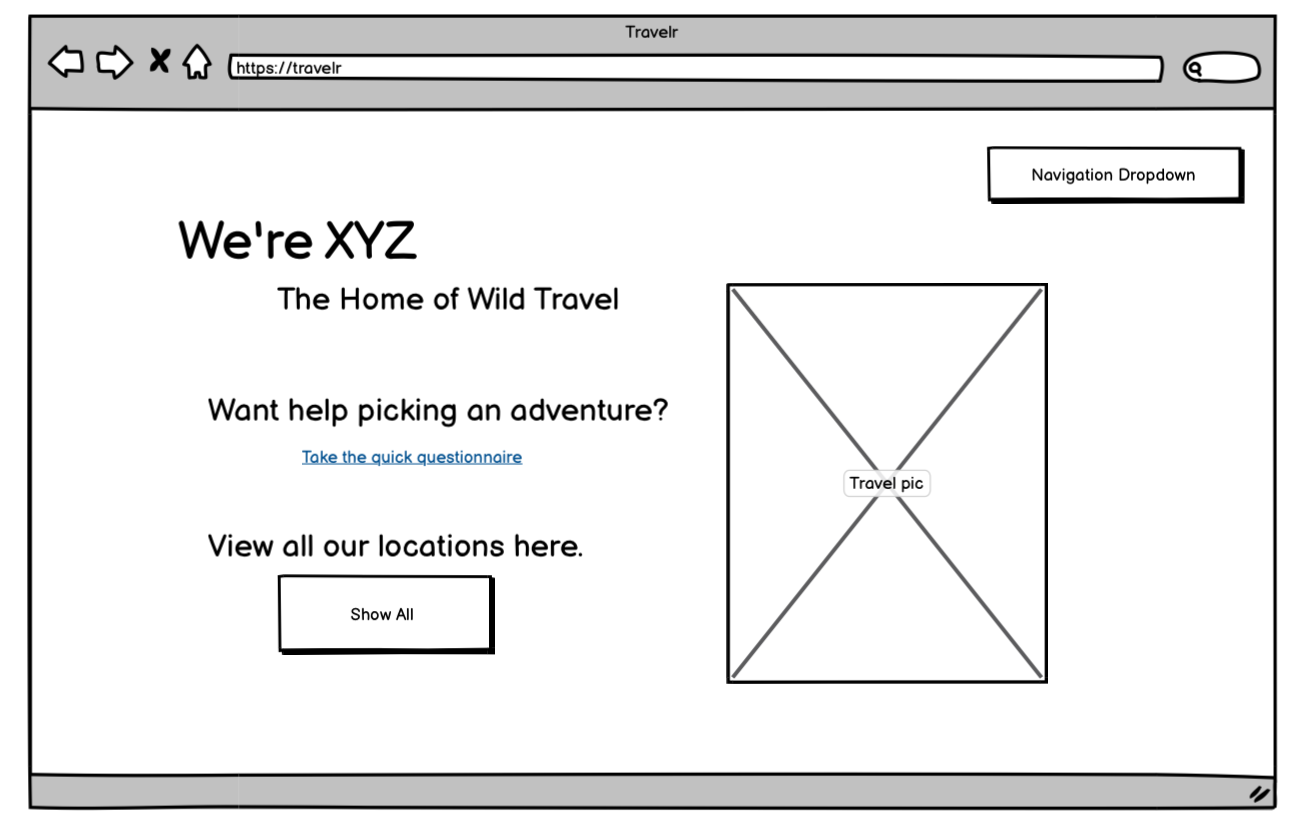 Travelr
https://travelr
Navigation Dropdown
We're XYZ
The Home of Wild Travel
Want help picking an adventure?
Take the quick questionnaire
Travel pic
View all our locations here.
Show All